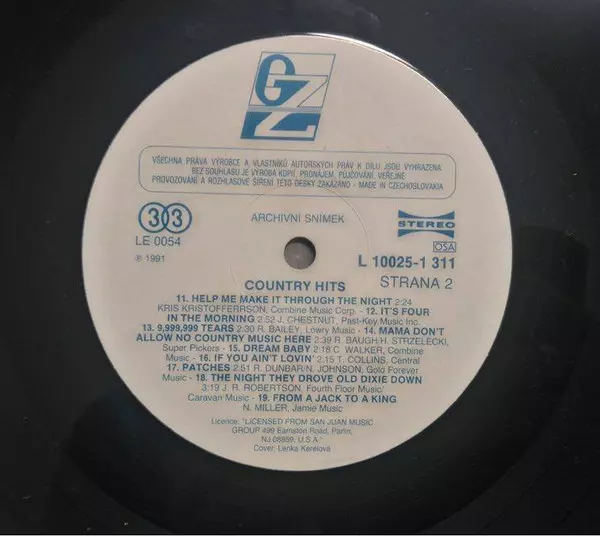 GZ
VŠECHNA PRÁVA VÝROBCE A VLASTNÍKŮ AUTORSKÝCH PRÁV K DÍLU JSOU VYHRAZENA
BEZ SOUHLASU JE VÝROBA KOPIÍ, PRONÁJEM, PŮJČOVÁNÍ, VEŘEJNÉ
PROVOZOVÁNÍ A ROZHLASOVÉ ŠÍŘENÍ TÉTO DESKY ZAKÁZÁNO - MADE IN CZECHOSLOVAKIA
33
LE 0054
℗ 1991
ARCHIVNÍ SNÍMEK
STEREO
OSA
L 10025-1 311
STRANA 2
COUNTRY HITS
11. HELP ME MAKE IT THROUGH THE NIGHT 2:24
KRIS KRISTOFFERRSON, Combine Music Corp. - 12. IT'S FOUR
IN THE MORNING 2:52 J. CHESTNUT, Past-Key Music Inc.
13. 9,999,999 TEARS 2:30 R. BAILEY, Lowry Music - 14. MAMA DON'T
ALLOW NO COUNTRY MUSIC HERE 2:39 R. BAUGH/H. STRZELECKI,
Super Pickers - 15. DREAM BABY 2:18 C. WALKER, Combine
Music - 16. IF YOU AIN'T LOVIN' 2:15 T. COLLINS, Central
17. PATCHES 2:51 R. DUNBAR/N. JOHNSON, Gold Forever
Music - 18. THE NIGHT THEY DROVE OLD DIXIE DOWN
3:19 J. R. ROBERTSON, Fourth Floor Music/
Caravan Music - 19. FROM A JACK TO A KING
N. MILLER, Jamie Music
Licence: "LICENSED FROM SAN JUAN MUSIC
GROUP 499 Earnston Road, Parlin,
NJ 08859, U.S.A."
Cover: Lenka Kerelová